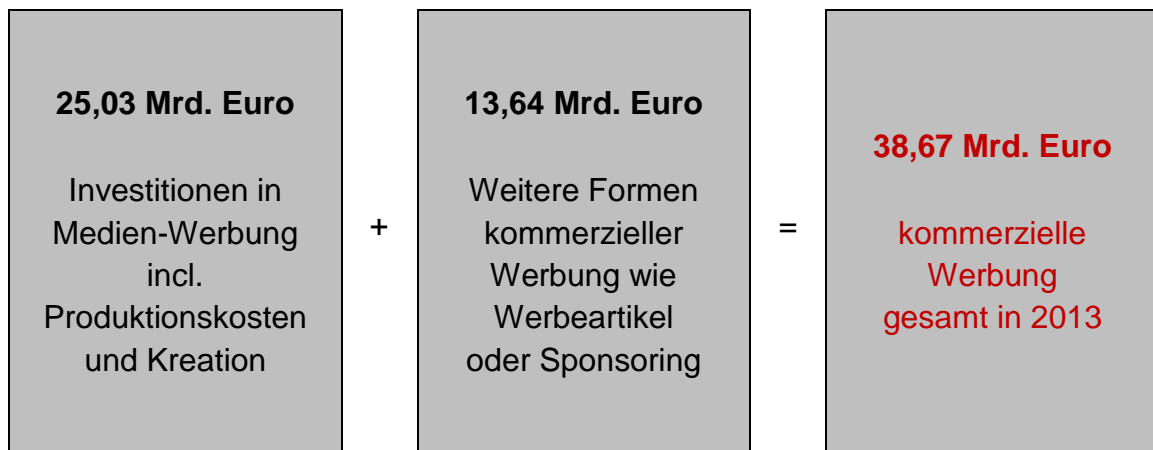 25,03 Mrd. Euro
Investitionen in
Medien-Werbung
incl.
Produktionskosten
und Kreation
+
13,64 Mrd. Euro
Weitere Formen
kommerzieller
Werbung wie
Werbeartikel
oder Sponsoring
=
38,67 Mrd. Euro
kommerzielle
Werbung
gesamt in 2013